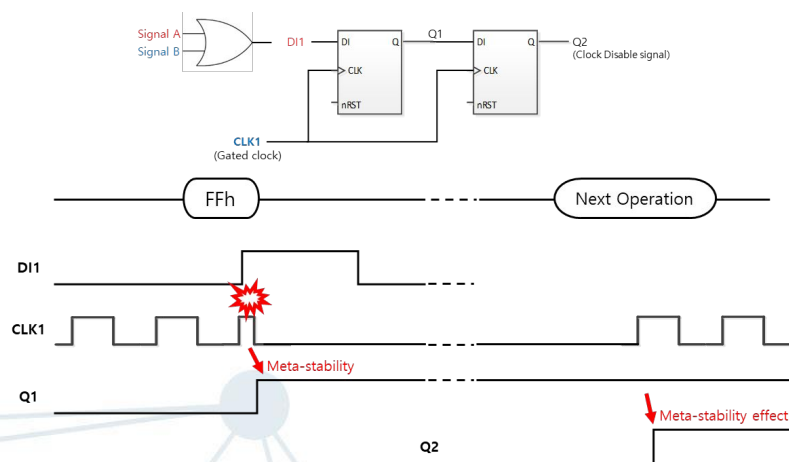 Signal A
Signal B
DI1
DI
Q
CLK
nRST
Q1
DI
Q
CLK
nRST
Q2
(Clock Disable signal)
CLK1
(Gated clock)
FFh
Next Operation
DI1
CLK1
Meta-stability
Q1
Meta-stability effect
Q2